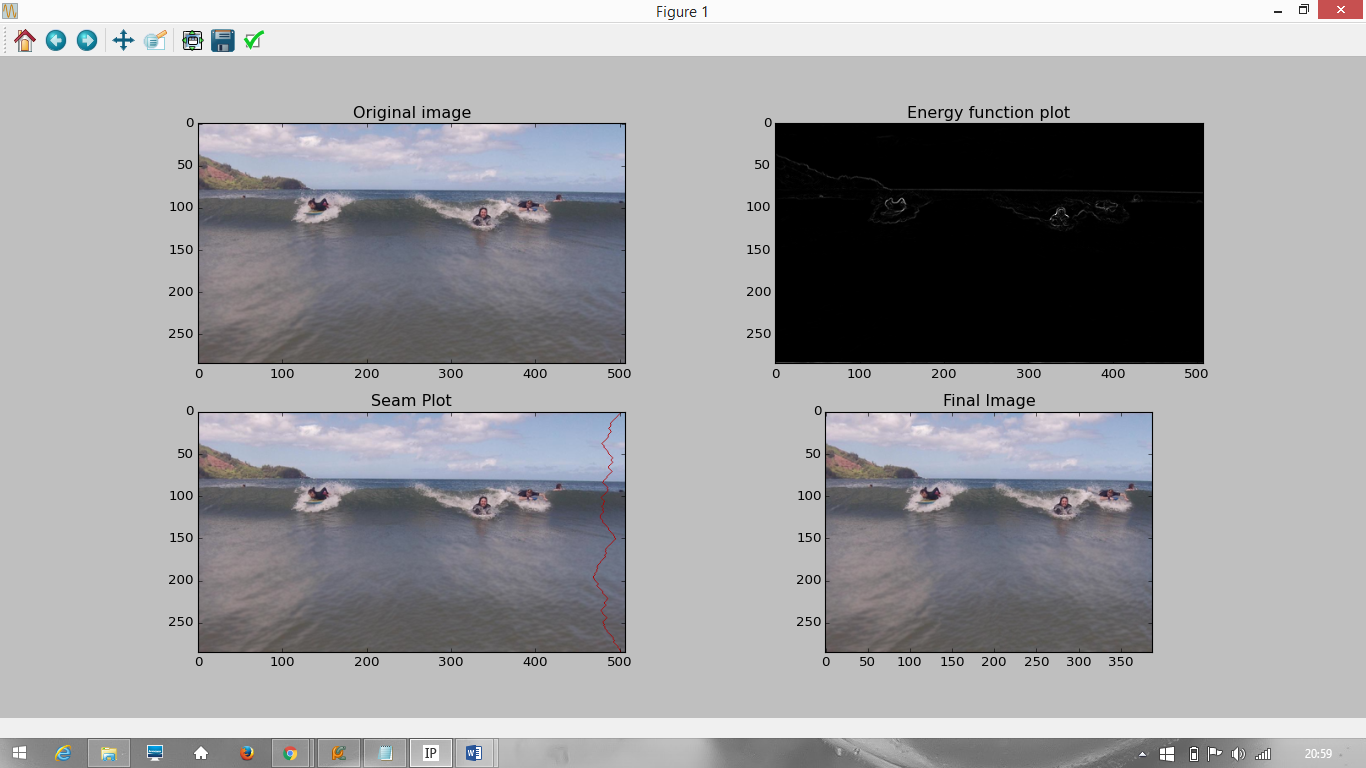 Figure 1
Original image
0
50
100
150
200
250
0 100 200 300 400 500
Energy function plot
0
50
100
150
200
250
0 100 200 300 400 500
Seam Plot
0
50
100
150
200
250
0 100 200 300 400 500
Final Image
0
50
100
150
200
250
0 50 100 150 200 250 300 350
IP
20:59